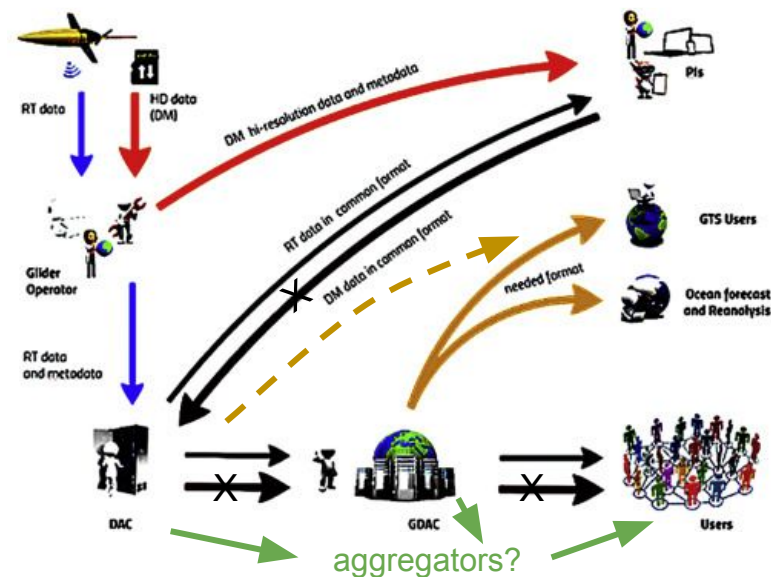 RT data
HD data
(DM)
DM hi-resolution data and metadata
PIs
RT data in common format
DM data in common format
Glider
Operator
GTS Users
needed format
Ocean forecast
and Reanalysis
RT data
and metadata
X
X
X
DAC
GDAC
Users
aggregators?